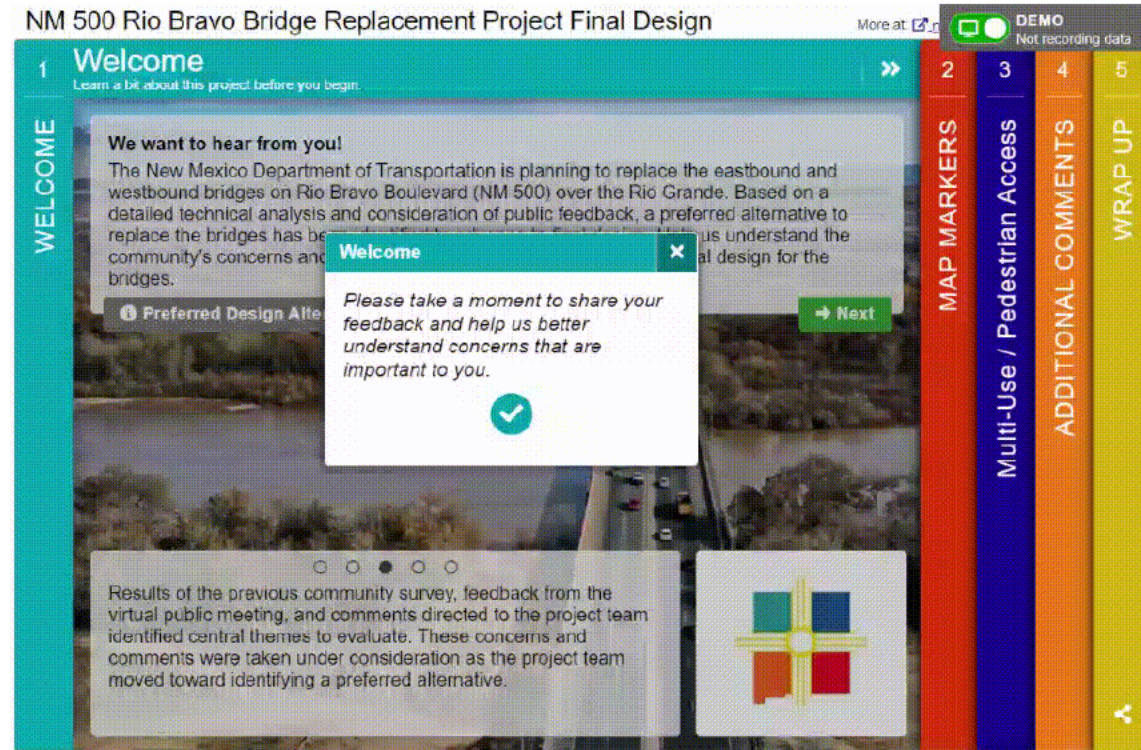 NM 500 Rio Bravo Bridge Replacement Project Final Design
More at:
DEMO
Not recording data
1
Welcome
Learn a bit about this project before you begin.
WELCOME
We want to hear from you!
The New Mexico Department of Transportation is planning to replace the eastbound and
westbound bridges on Rio Bravo Boulevard (NM 500) over the Rio Grande. Based on a
detailed technical analysis and consideration of public feedback, a preferred alternative to
replace the bridges has us understand the
community's concerns and design for the
bridges.
Preferred Design
Next
Welcome
Please take a moment to share your
feedback and help us better
understand concerns that are
important to you.
Results of the previous community survey, feedback from the
virtual public meeting, and comments directed to the project team
identified central themes to evaluate. These concerns and
comments were taken under consideration as the project team
moved toward identifying a preferred alternative.
2
MAP MARKERS
3
Multi-Use / Pedestrian Access
4
ADDITIONAL COMMENTS
5
WRAP UP